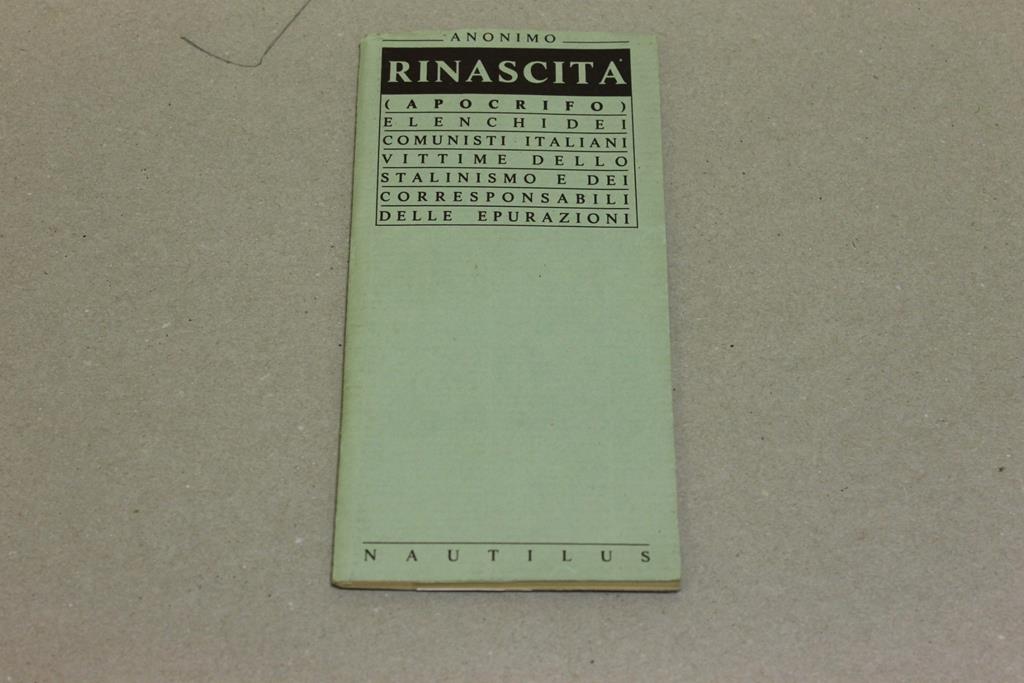 ANONIMO
RINASCITA
(APOCRIFO)
ELENCHI DEI
COMUNISTI ITALIANI
VITTIME DELLO
STALINISMO E DEI
CORRESPONSABILI
DELLE EPURAZIONI
NAUTILUS